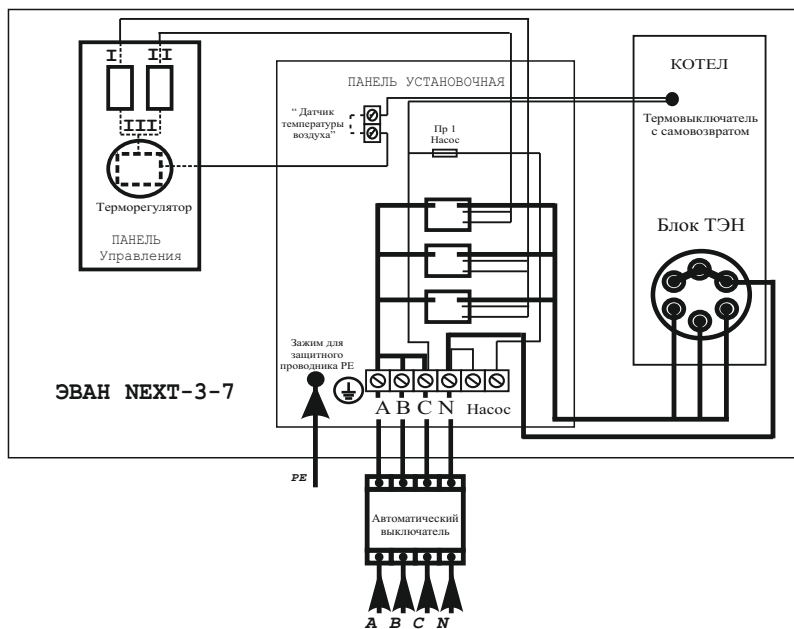 I II
III
Терморегулятор
ПАНЕЛЬ
Управления
ПАНЕЛЬ УСТАНОВОЧНАЯ
“ Датчик
температуры
воздуха”
Пр 1
Насос
КОТЕЛ
Термовыключатель
с самовозвратом
Блок ТЭН
Зажим для
защитного
проводника РЕ
ЭВАН NEXT-3-7
A B C N Насос
PE
Автоматический
выключатель
A B C N